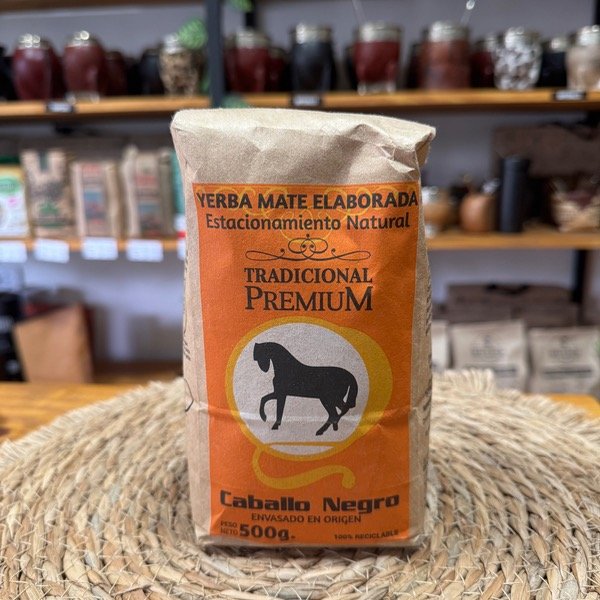 YERBA MATE ELABORADA
Estacionamiento Natural
TRADICIONAL
PREMIUM
Caballo Negro
ENVASADO EN ORIGEN
PESO NETO 500g.
100% RECICLABLE